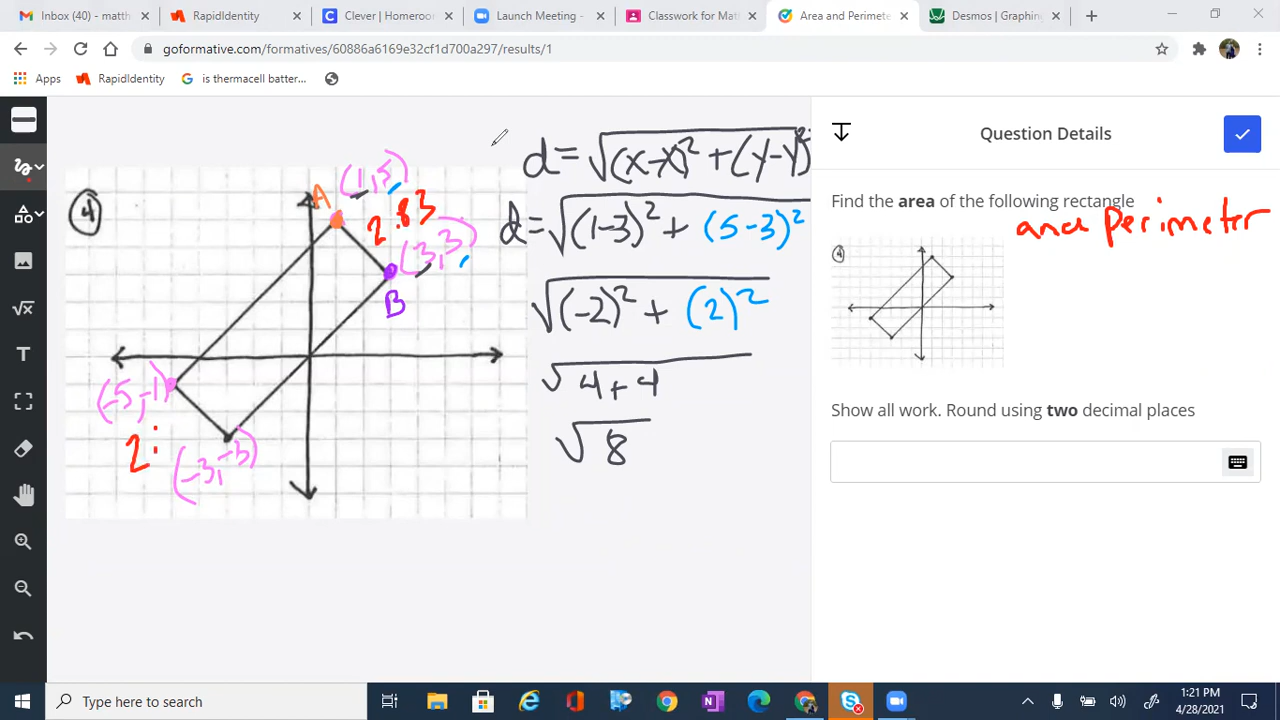 Inbox (40) - math
RapidIdentity
Clever | Homeroom
Launch Meeting -
Classwork for Mat
Area and Perimete
Desmos | Graphing
goformative.com/formatives/60886a6169e32cf1d700a297/results/1
Apps
RapidIdentity
is thermacell batter...
4
A
(1,5)
2.83
(3,3)
B
(-5,-1)
2.
(-3,-3)
d=√(x-x)²+(y-y)²
d=√(1-3)²+(5-3)²
√(-2)²+(2)²
√4+4
√8
Question Details
Find the area of the following rectangle
and perimeter
4
Show all work. Round using two decimal places
Type here to search
1:21 PM
4/28/2021